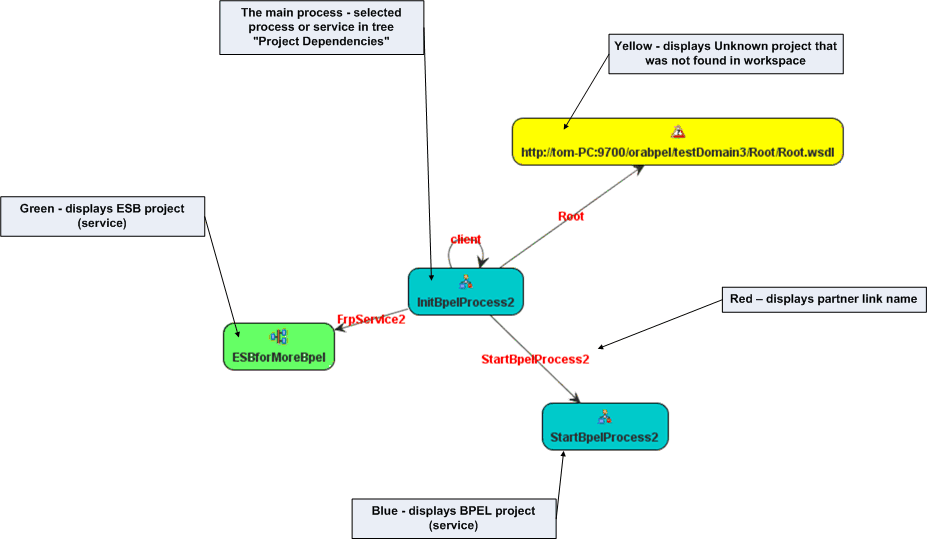 The main process - selected
process or service in tree
"Project Dependencies"
Yellow - displays Unknown project that
was not found in workspace
http://tom-PC:9700/orabpel/testDomain3/Root/Root.wsdl
Green - displays ESB project
(service)
Root
client
InitBpelProcess2
Red – displays partner link name
FrpService2
ESBforMoreBpel
StartBpelProcess2
StartBpelProcess2
Blue - displays BPEL project
(service)